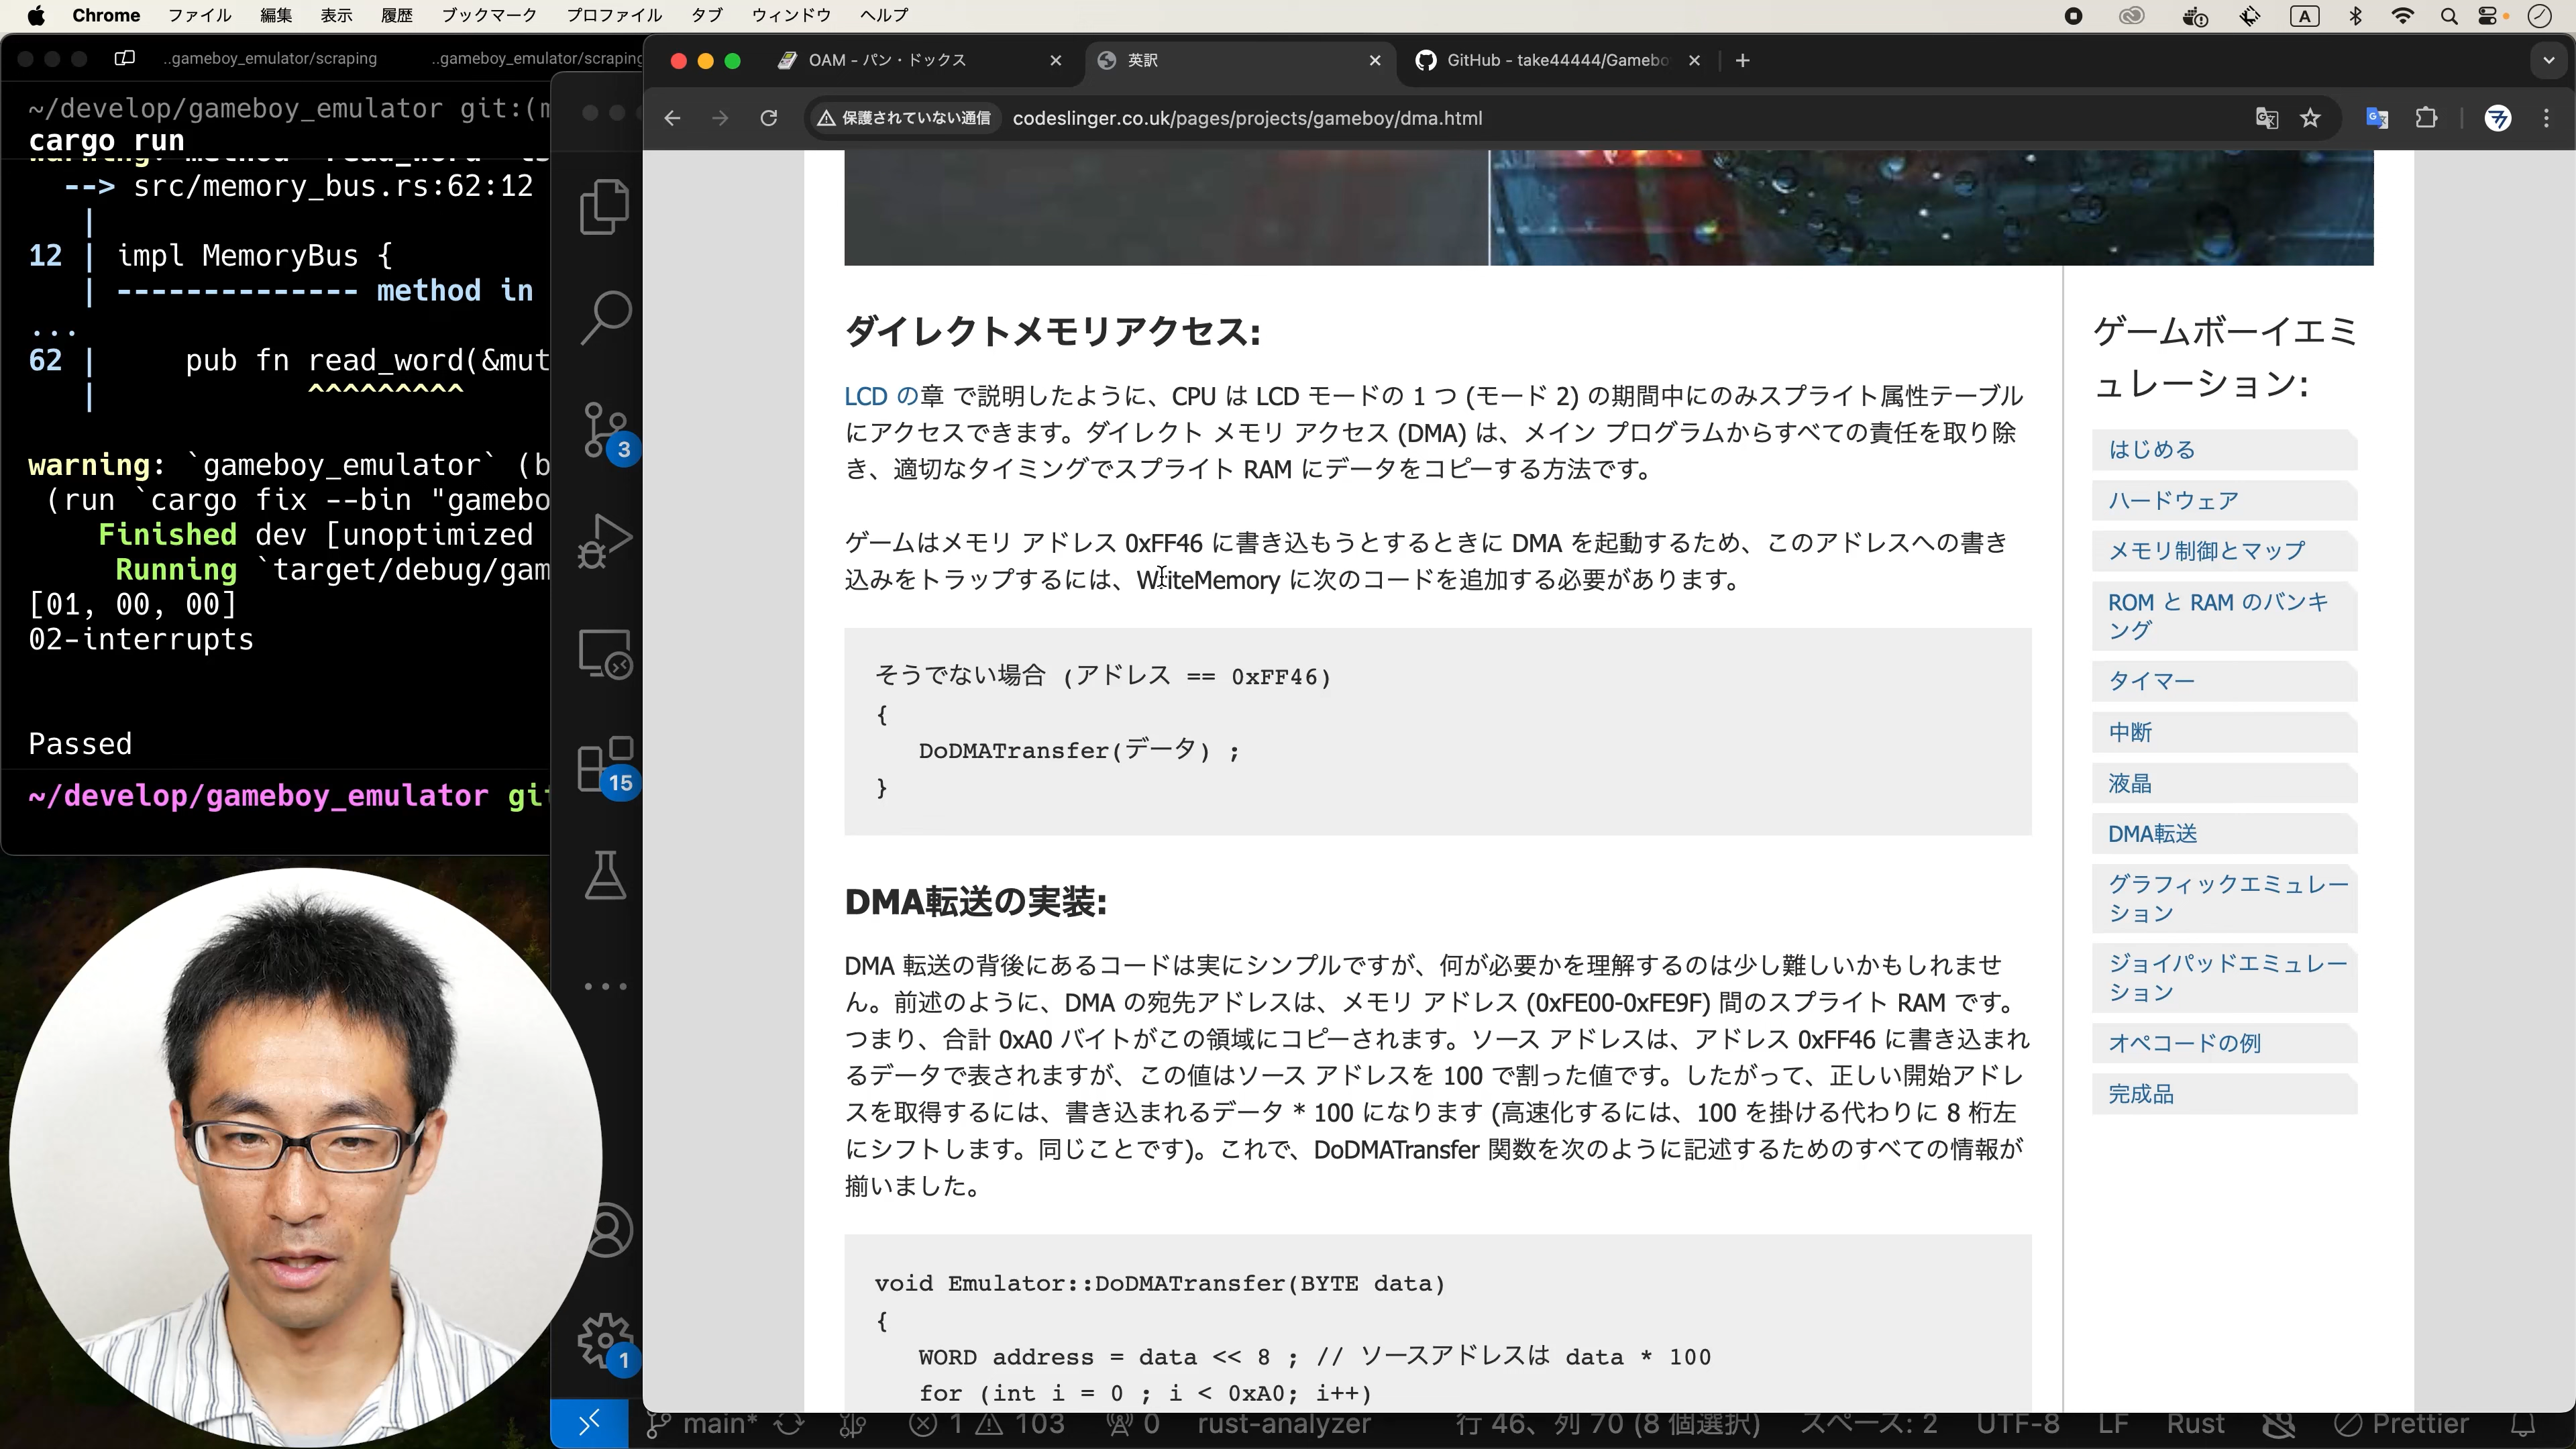 Chrome ファイル 編集 表示 履歴 ブックマーク プロファイル タブ ウィンドウ ヘルプ
A
..gameboy_emulator/scraping
..gameboy_emulator/scraping
~/develop/gameboy_emulator git:(m
cargo run
--> src/memory_bus.rs:62:12
|
12 | impl MemoryBus {
| -------------- method in
...
62 | pub fn read_word(&mut
| ^^^^^^^^^
warning: `gameboy_emulator` (b
(run `cargo fix --bin "gamebo
Finished dev [unoptimized
Running `target/debug/gam
[01, 00, 00]
02-interrupts
Passed
~/develop/gameboy_emulator git
3
15
1
OAM - パン・ドックス
英訳
GitHub - take44444/Gamebo
保護されていない通信
codeslinger.co.uk/pages/projects/gameboy/dma.html
ダイレクトメモリアクセス:
LCD の章 で説明したように、CPU は LCD モードの 1 つ (モード 2) の期間中にのみスプライト属性テーブル
にアクセスできます。ダイレクト メモリ アクセス (DMA) は、メイン プログラムからすべての責任を取り除
き、適切なタイミングでスプライト RAM にデータをコピーする方法です。
ゲームはメモリ アドレス 0xFF46 に書き込もうとするときに DMA を起動するため、このアドレスへの書き
込みをトラップするには、WriteMemory に次のコードを追加する必要があります。
そうでない場合 (アドレス == 0xFF46)
{
DoDMATransfer(データ) ;
}
DMA転送の実装:
DMA 転送の背後にあるコードは実にシンプルですが、何が必要かを理解するのは少し難しいかもしれませ
ん。前述のように、DMA の宛先アドレスは、メモリ アドレス (0xFE00-0xFE9F) 間のスプライト RAM です。
つまり、合計 0xA0 バイトがこの領域にコピーされます。ソース アドレスは、アドレス 0xFF46 に書き込まれ
るデータで表されますが、この値はソース アドレスを 100 で割った値です。したがって、正しい開始アドレ
スを取得するには、書き込まれるデータ * 100 になります (高速化するには、100 を掛ける代わりに 8 桁左
にシフトします。同じことです)。これで、DoDMATransfer 関数を次のように記述するためのすべての情報が
揃いました。
void Emulator::DoDMATransfer(BYTE data)
{
WORD address = data << 8 ; // ソースアドレスは data * 100
for (int i = 0 ; i < 0xA0; i++)
ゲームボーイエミ
ュレーション:
はじめる
ハードウェア
メモリ制御とマップ
ROM と RAM のバンキ
ング
タイマー
中断
液晶
DMA転送
グラフィックエミュレー
ション
ジョイパッドエミュレー
ション
オペコードの例
完成品
main* 1 103 0 rust-analyzer 行 46、列 70 (8 個選択) スペース: 2 UTF-8 LF Rust Prettier